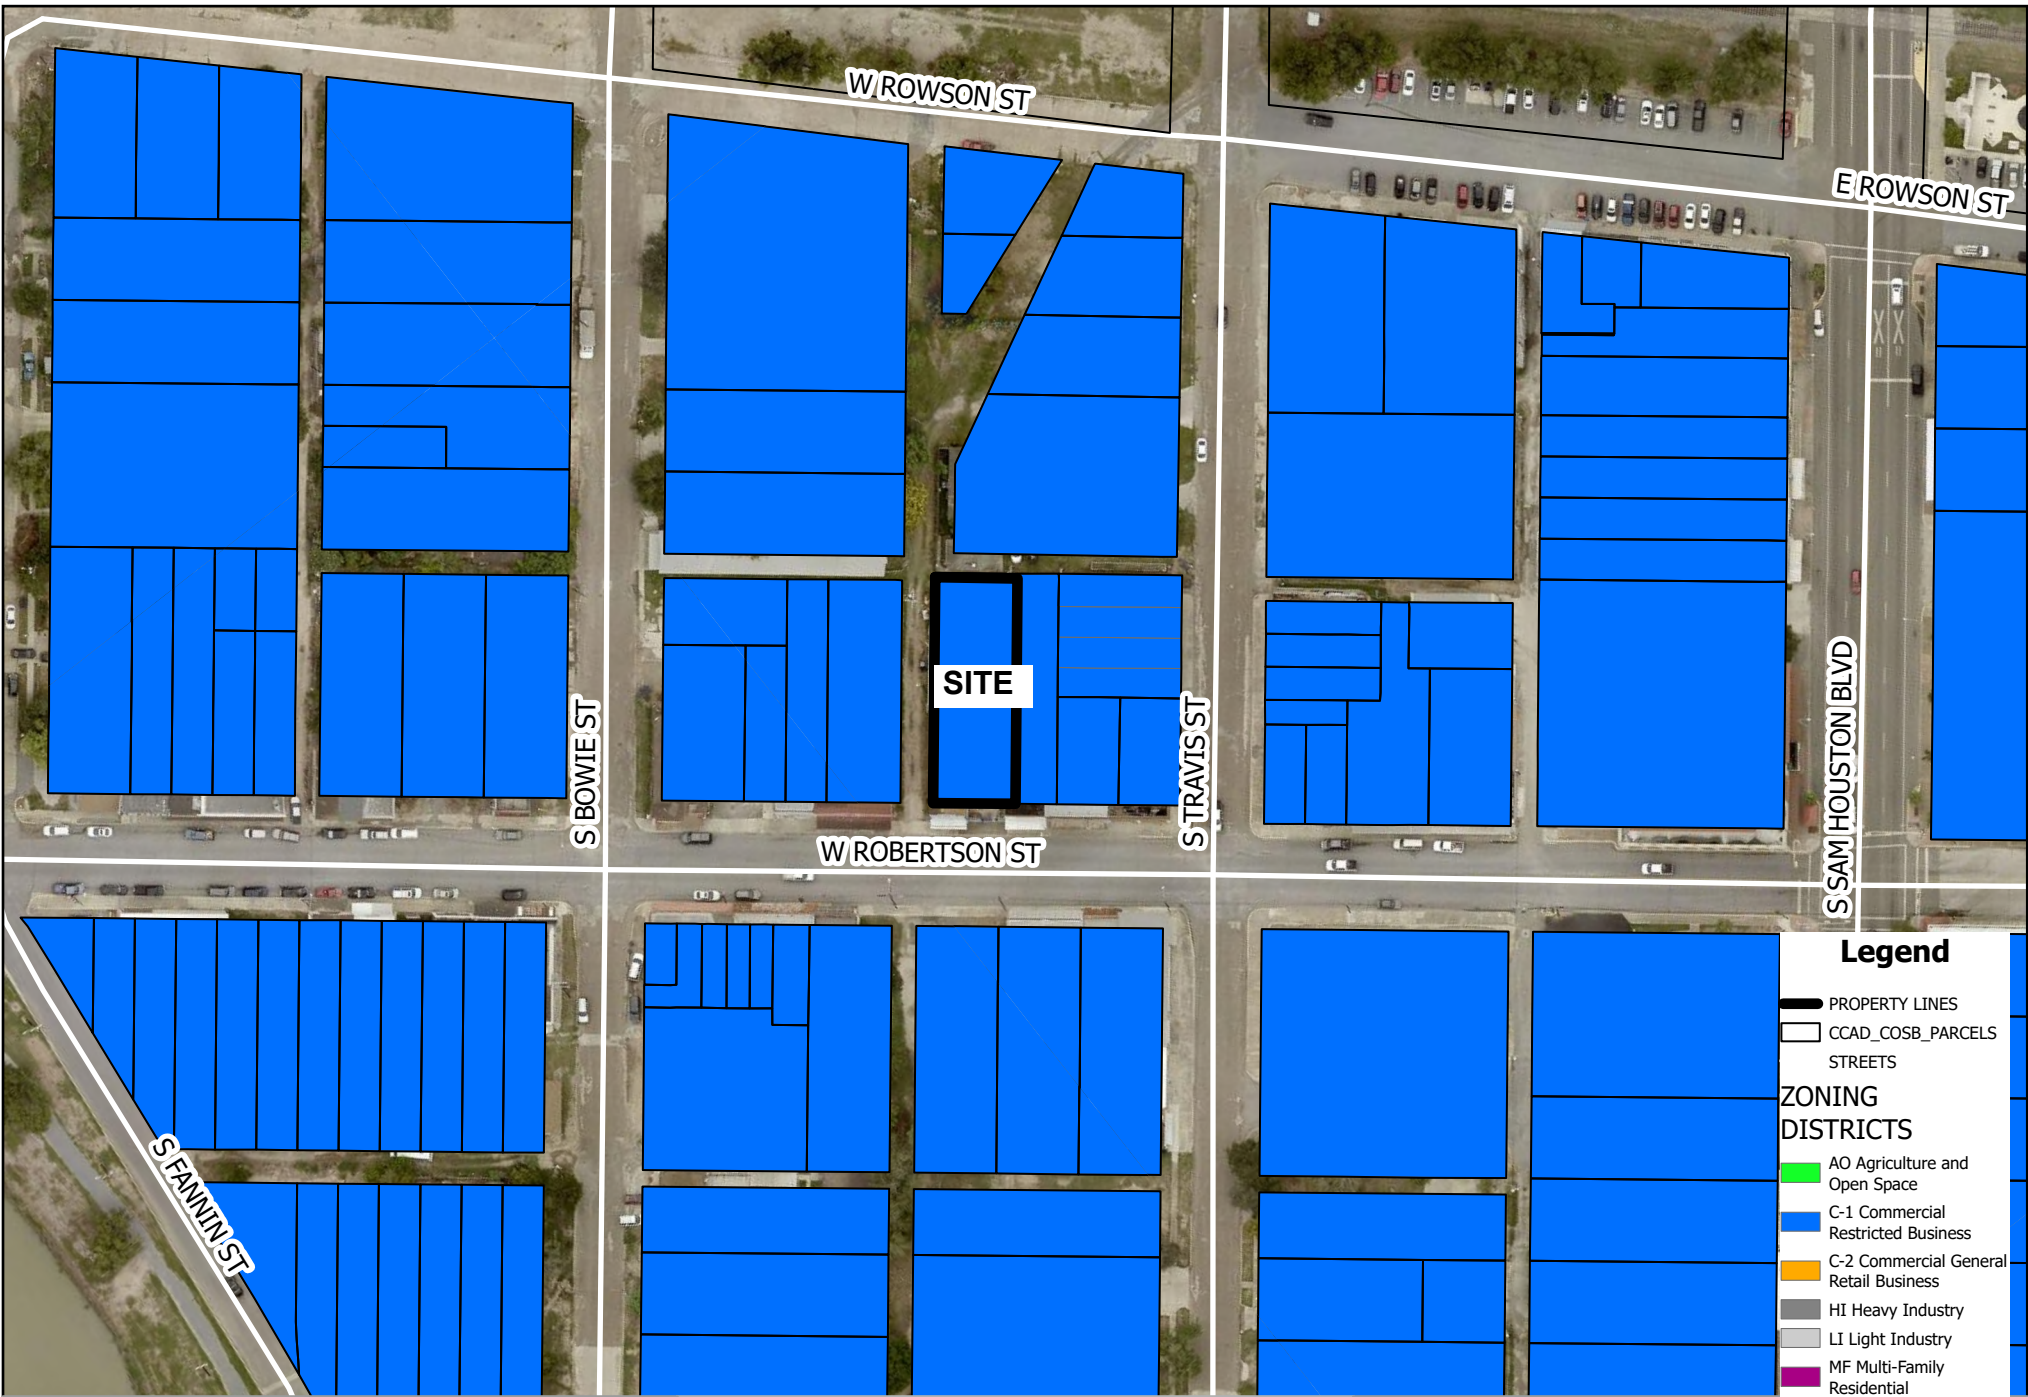 W ROWSON ST
E ROWSON ST
SITE
S BOWIE ST
S TRAVIS ST
S SAM HOUSTON BLVD
W ROBERTSON ST
S FANNIN ST
Legend
PROPERTY LINES
CCAD_COSB_PARCELS
STREETS
ZONING
DISTRICTS
AO Agriculture and
Open Space
C-1 Commercial
Restricted Business
C-2 Commercial General
Retail Business
HI Heavy Industry
LI Light Industry
MF Multi-Family
Residential